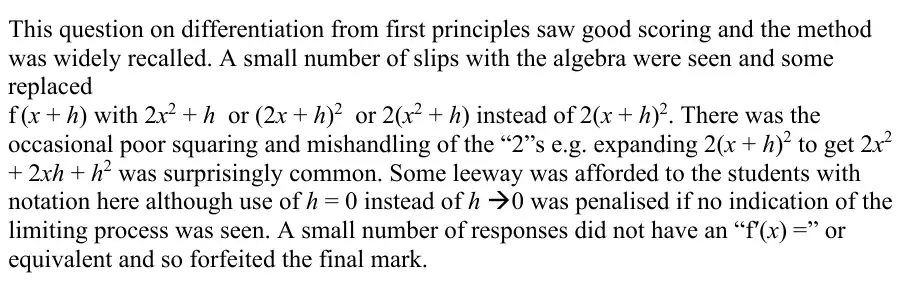 This question on differentiation from first principles saw good scoring and the method
was widely recalled. A small number of slips with the algebra were seen and some
replaced
f(x + h) with 2x² + h or (2x + h)² or 2(x² + h) instead of 2(x + h)². There was the
occasional poor squaring and mishandling of the “2”s e.g. expanding 2(x + h)² to get 2x²
+ 2xh + h² was surprisingly common. Some leeway was afforded to the students with
notation here although use of h = 0 instead of h →0 was penalised if no indication of the
limiting process was seen. A small number of responses did not have an “f'(x) =” or
equivalent and so forfeited the final mark.